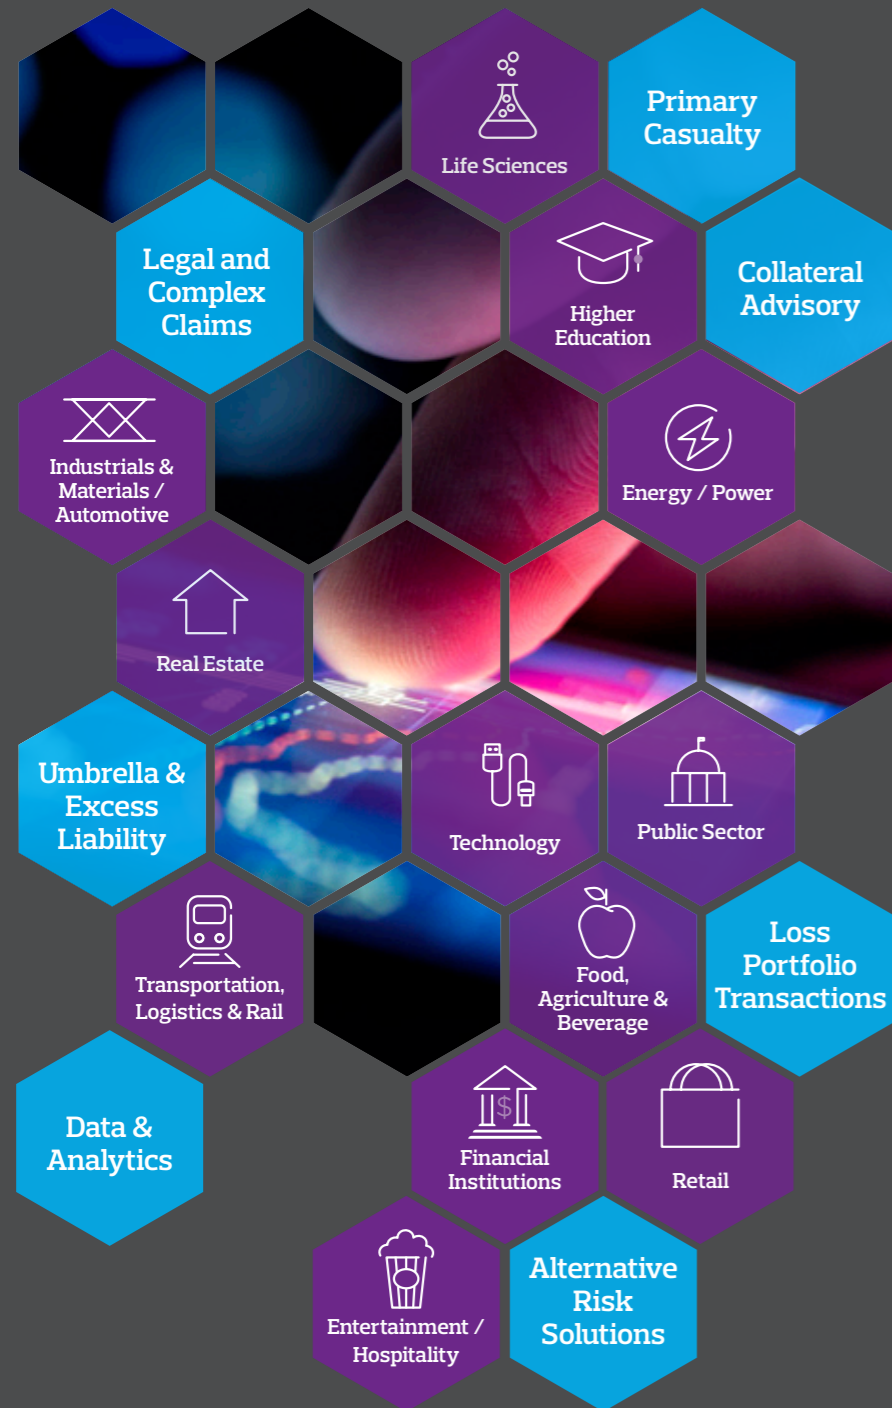 Life Sciences
Primary
Casualty
Legal and
Complex
Claims
Higher
Education
Collateral
Advisory
Industrials &
Materials /
Automotive
Energy / Power
Real Estate
Umbrella &
Excess
Liability
Technology
Public Sector
Transportation,
Logistics & Rail
Food,
Agriculture &
Beverage
Loss
Portfolio
Transactions
Data &
Analytics
$
Financial
Institutions
Retail
Entertainment /
Hospitality
Alternative
Risk
Solutions